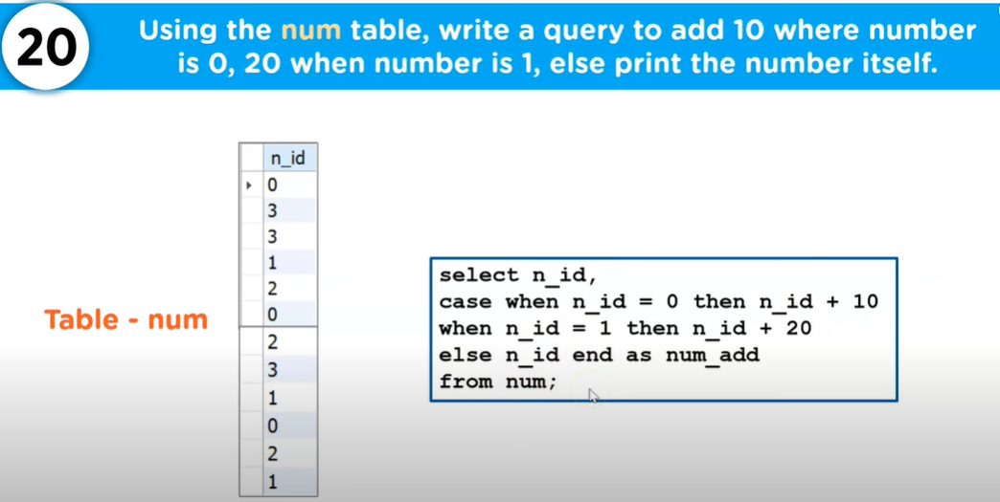 20
Using the num table, write a query to add 10 where number
is 0, 20 when number is 1, else print the number itself.
n_id
0
3
3
1
2
0
2
3
1
0
2
1
Table - num
select n_id,
case when n_id = 0 then n_id + 10
when n_id = 1 then n_id + 20
else n_id end as num_add
from num;